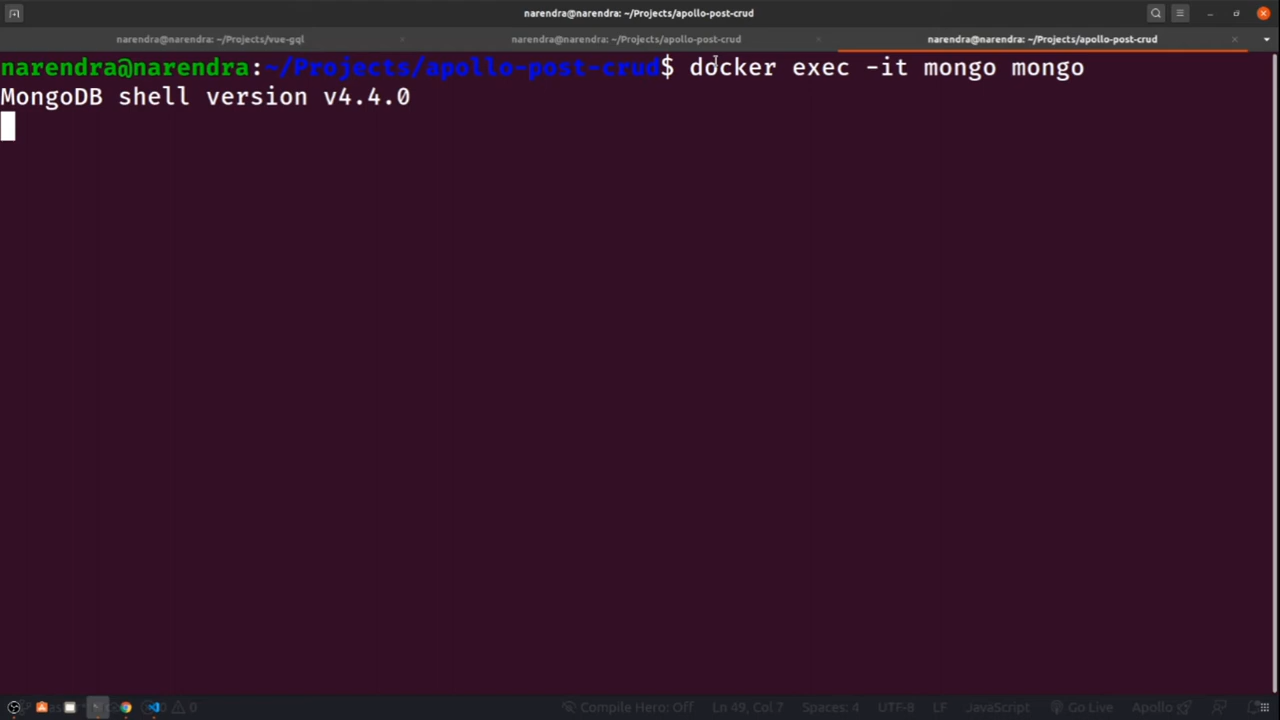 narendra@narendra: ~/Projects/apollo-post-crud
narendra@narendra: ~/Projects/vue-gql
narendra@narendra: ~/Projects/apollo-post-crud
narendra@narendra: ~/Projects/apollo-post-crud
narendra@narendra:~/Projects/apollo-post-crud$ docker exec -it mongo mongo
MongoDB shell version v4.4.0
0 Compile Hero: Off Ln 49, Col 7 Spaces: 4 UTF-8 LF JavaScript Go Live Apollo